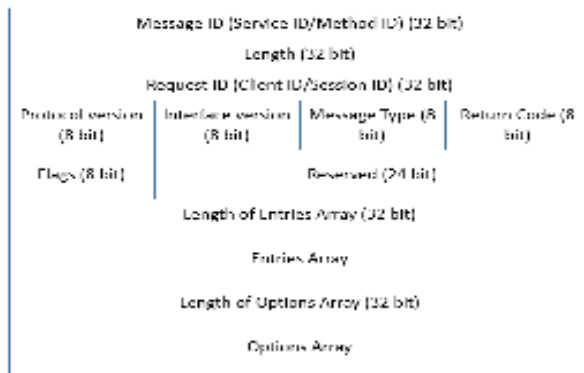 Message ID (Service ID/Method ID) (32 bit)
Length (32 bit)
Request ID (Client ID/Session ID) (32 bit)
Protocol version (8 bit)
Interface version (8 bit)
Message Type (8 bit)
Return Code (8 bit)
Flags (8 bit)
Reserved (24 bit)
Length of Entries Array (32 bit)
Entries Array
Length of Options Array (32 bit)
Options Array